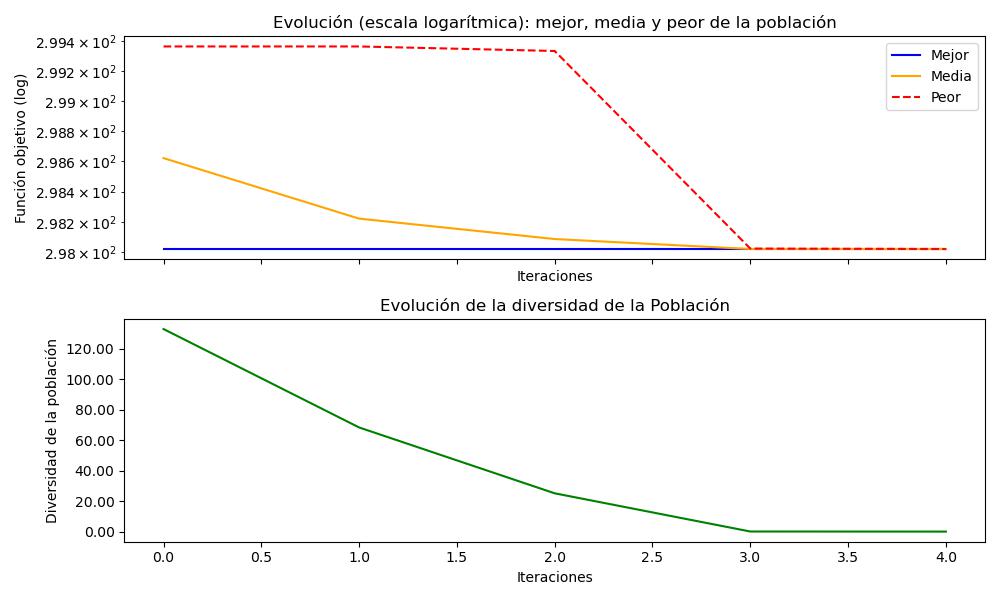 Evolución (escala logarítmica): mejor, media y peor de la población
Función objetivo (log)
2.994 × 10²
2.992 × 10²
2.99 × 10²
2.988 × 10²
2.986 × 10²
2.984 × 10²
2.982 × 10²
2.98 × 10²
Mejor
Media
Peor
Iteraciones
Evolución de la diversidad de la Población
Diversidad de la población
120.00
100.00
80.00
60.00
40.00
20.00
0.00
0.0 0.5 1.0 1.5 2.0 2.5 3.0 3.5 4.0
Iteraciones